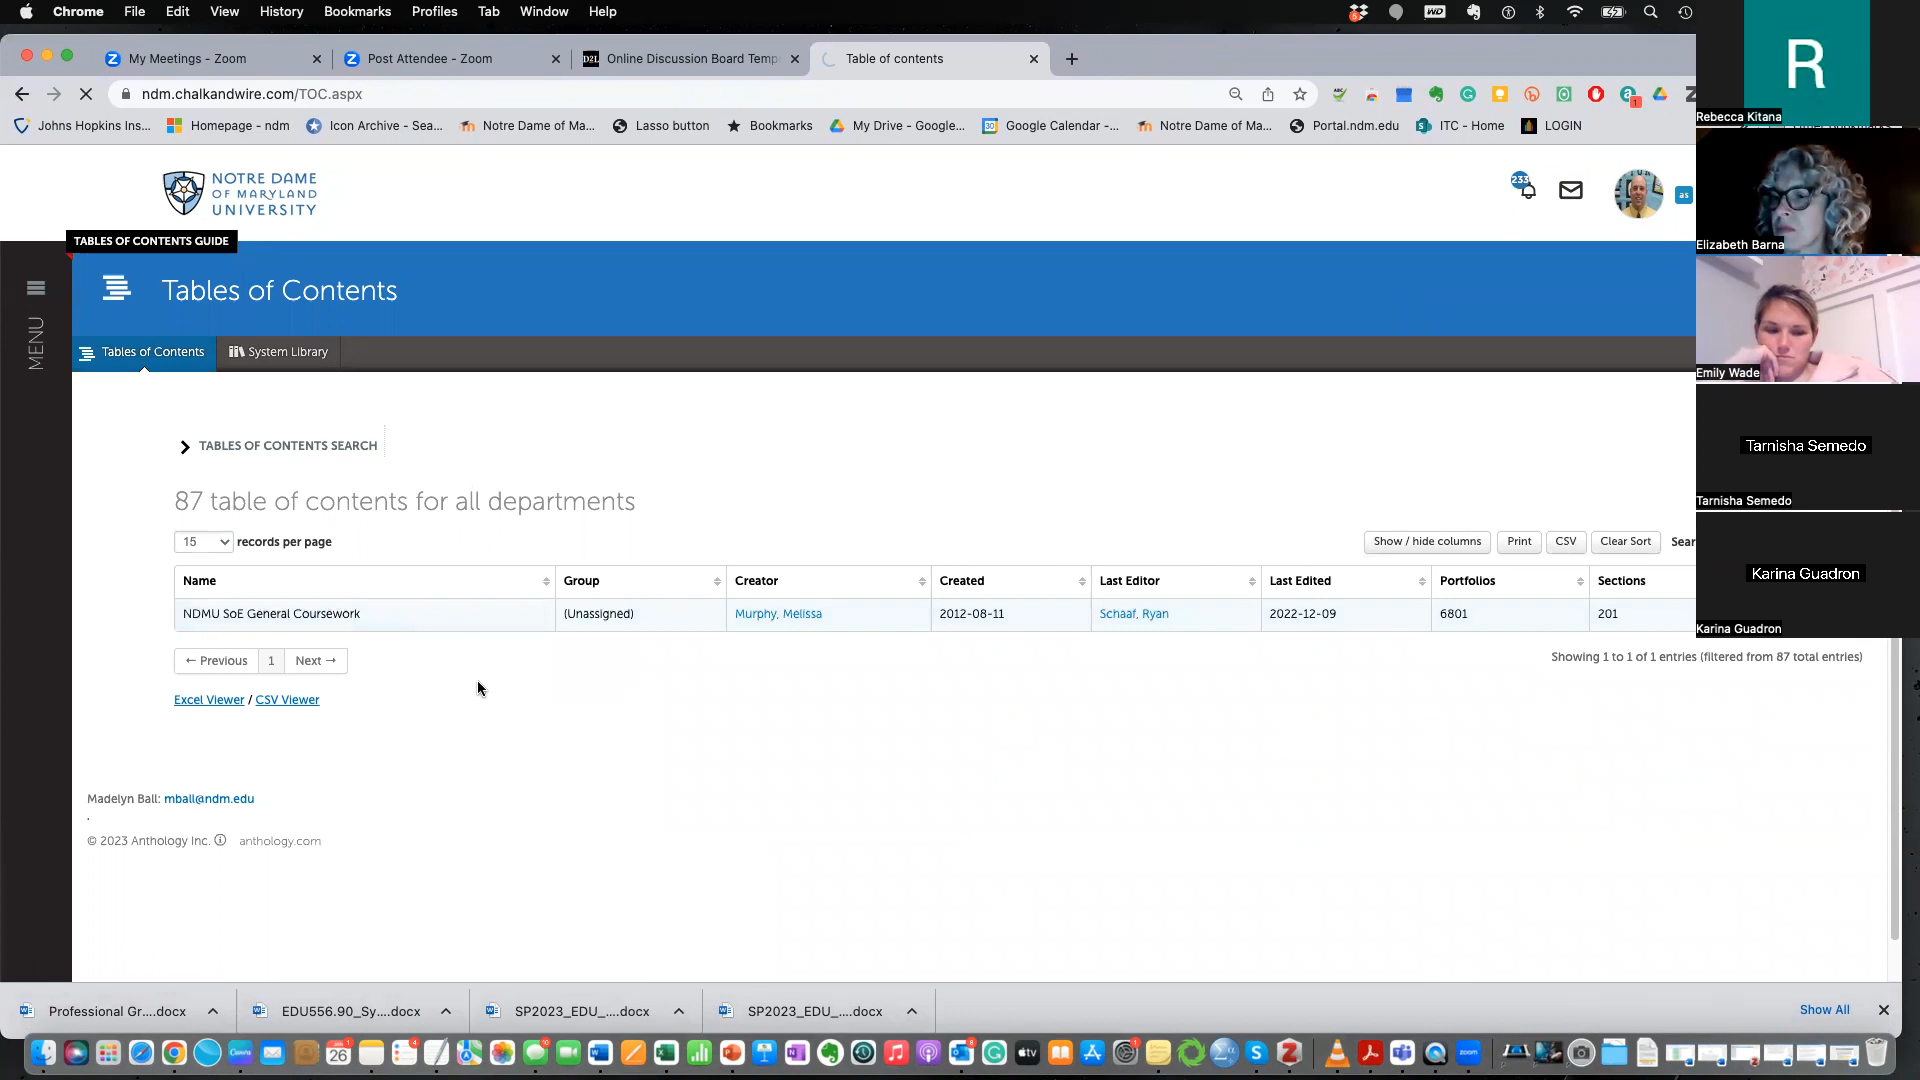 Chrome File Edit View History Bookmarks Profiles Tab Window Help
My Meetings - Zoom
Post Attendee - Zoom
Online Discussion Board Temp
Table of contents
ndm.chalkandwire.com/TOC.aspx
Johns Hopkins Ins...
Homepage - ndm
Icon Archive - Sea...
Notre Dame of Ma...
Lasso button
Bookmarks
My Drive - Google...
Google Calendar -...
Notre Dame of Ma...
Portal.ndm.edu
ITC - Home
LOGIN
NOTRE DAME
OF MARYLAND
UNIVERSITY
233
as
TABLES OF CONTENTS GUIDE
MENU
Tables of Contents
Tables of Contents
System Library
TABLES OF CONTENTS SEARCH
87 table of contents for all departments
15 records per page
Show / hide columns Print CSV Clear Sort Sear
Name Group Creator Created Last Editor Last Edited Portfolios Sections
NDMU SoE General Coursework (Unassigned) Murphy, Melissa 2012-08-11 Schaaf, Ryan 2022-12-09 6801 201
← Previous 1 Next →
Showing 1 to 1 of 1 entries (filtered from 87 total entries)
Excel Viewer / CSV Viewer
Madelyn Ball: mball@ndm.edu
.
© 2023 Anthology Inc. anthology.com
R
Rebecca Kitana
Elizabeth Barna
Emily Wade
Tarnisha Semedo
Tarnisha Semedo
Karina Guadron
Karina Guadron
Professional Gr....docx
EDU556.90_Sy....docx
SP2023_EDU_....docx
SP2023_EDU_....docx
Show All